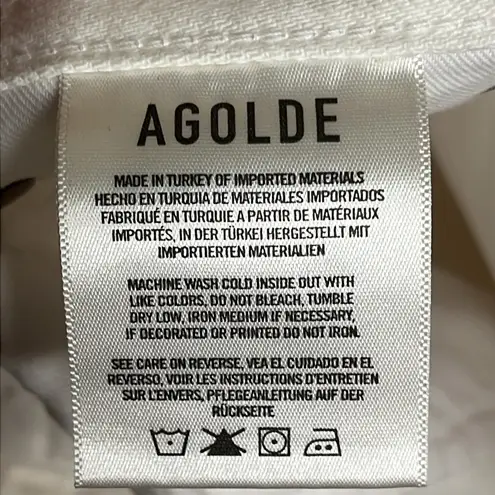 AGOLDE
MADE IN TURKEY OF IMPORTED MATERIALS
HECHO EN TURQUIA DE MATERIALES IMPORTADOS
FABRIQUÉ EN TURQUIE A PARTIR DE MATÉRIAUX
IMPORTÉS, IN DER TÜRKEI HERGESTELLT MIT
IMPORTIERTEN MATERIALIEN
MACHINE WASH COLD INSIDE OUT WITH
LIKE COLORS, DO NOT BLEACH, TUMBLE
DRY LOW, IRON MEDIUM IF NECESSARY,
IF DECORATED OR PRINTED DO NOT IRON.
SEE CARE ON REVERSE, VEA EL CUIDADO EN EL
REVERSO, VOIR LES INSTRUCTIONS D'ENTRETIEN
SUR L'ENVERS, PFLEGEANLEITUNG AUF DER
RÜCKSEITE